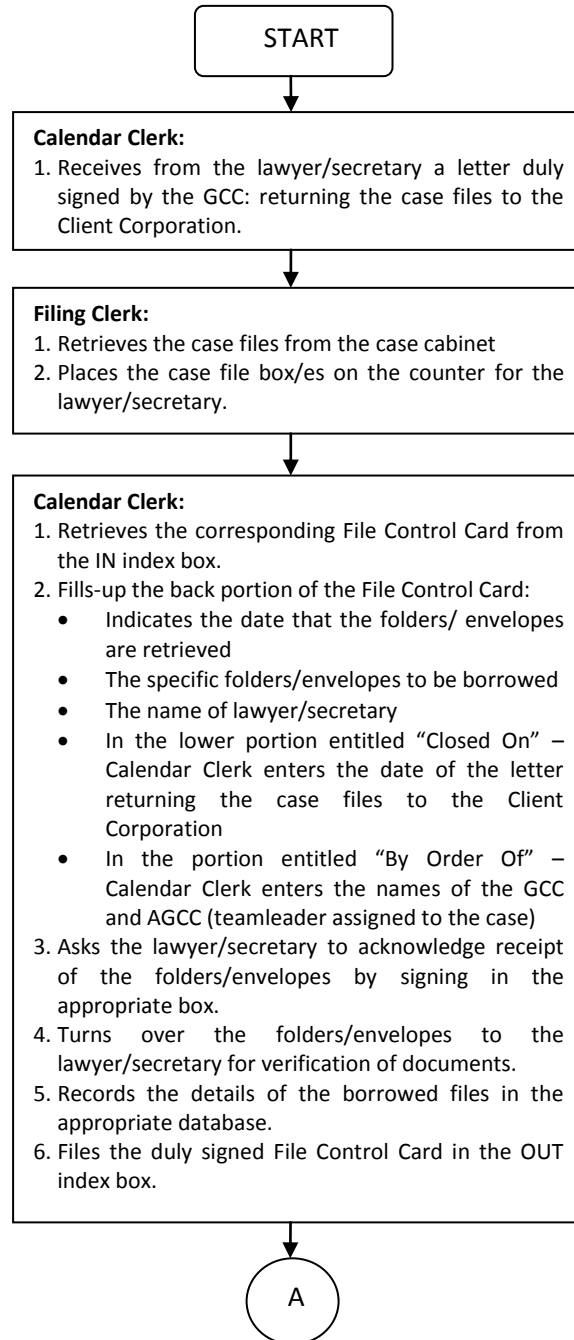 START
Calendar Clerk:
1. Receives from the lawyer/secretary a letter duly
signed by the GCC: returning the case files to the
Client Corporation.
Filing Clerk:
1. Retrieves the case files from the case cabinet
2. Places the case file box/es on the counter for the
lawyer/secretary.
Calendar Clerk:
1. Retrieves the corresponding File Control Card from
the IN index box.
2. Fills-up the back portion of the File Control Card:
• Indicates the date that the folders/ envelopes
are retrieved
• The specific folders/envelopes to be borrowed
• The name of lawyer/secretary
• In the lower portion entitled “Closed On” –
Calendar Clerk enters the date of the letter
returning the case files to the Client
Corporation
• In the portion entitled “By Order Of” –
Calendar Clerk enters the names of the GCC
and AGCC (teamleader assigned to the case)
3. Asks the lawyer/secretary to acknowledge receipt
of the folders/envelopes by signing in the
appropriate box.
4. Turns over the folders/envelopes to the
lawyer/secretary for verification of documents.
5. Records the details of the borrowed files in the
appropriate database.
6. Files the duly signed File Control Card in the OUT
index box.
A